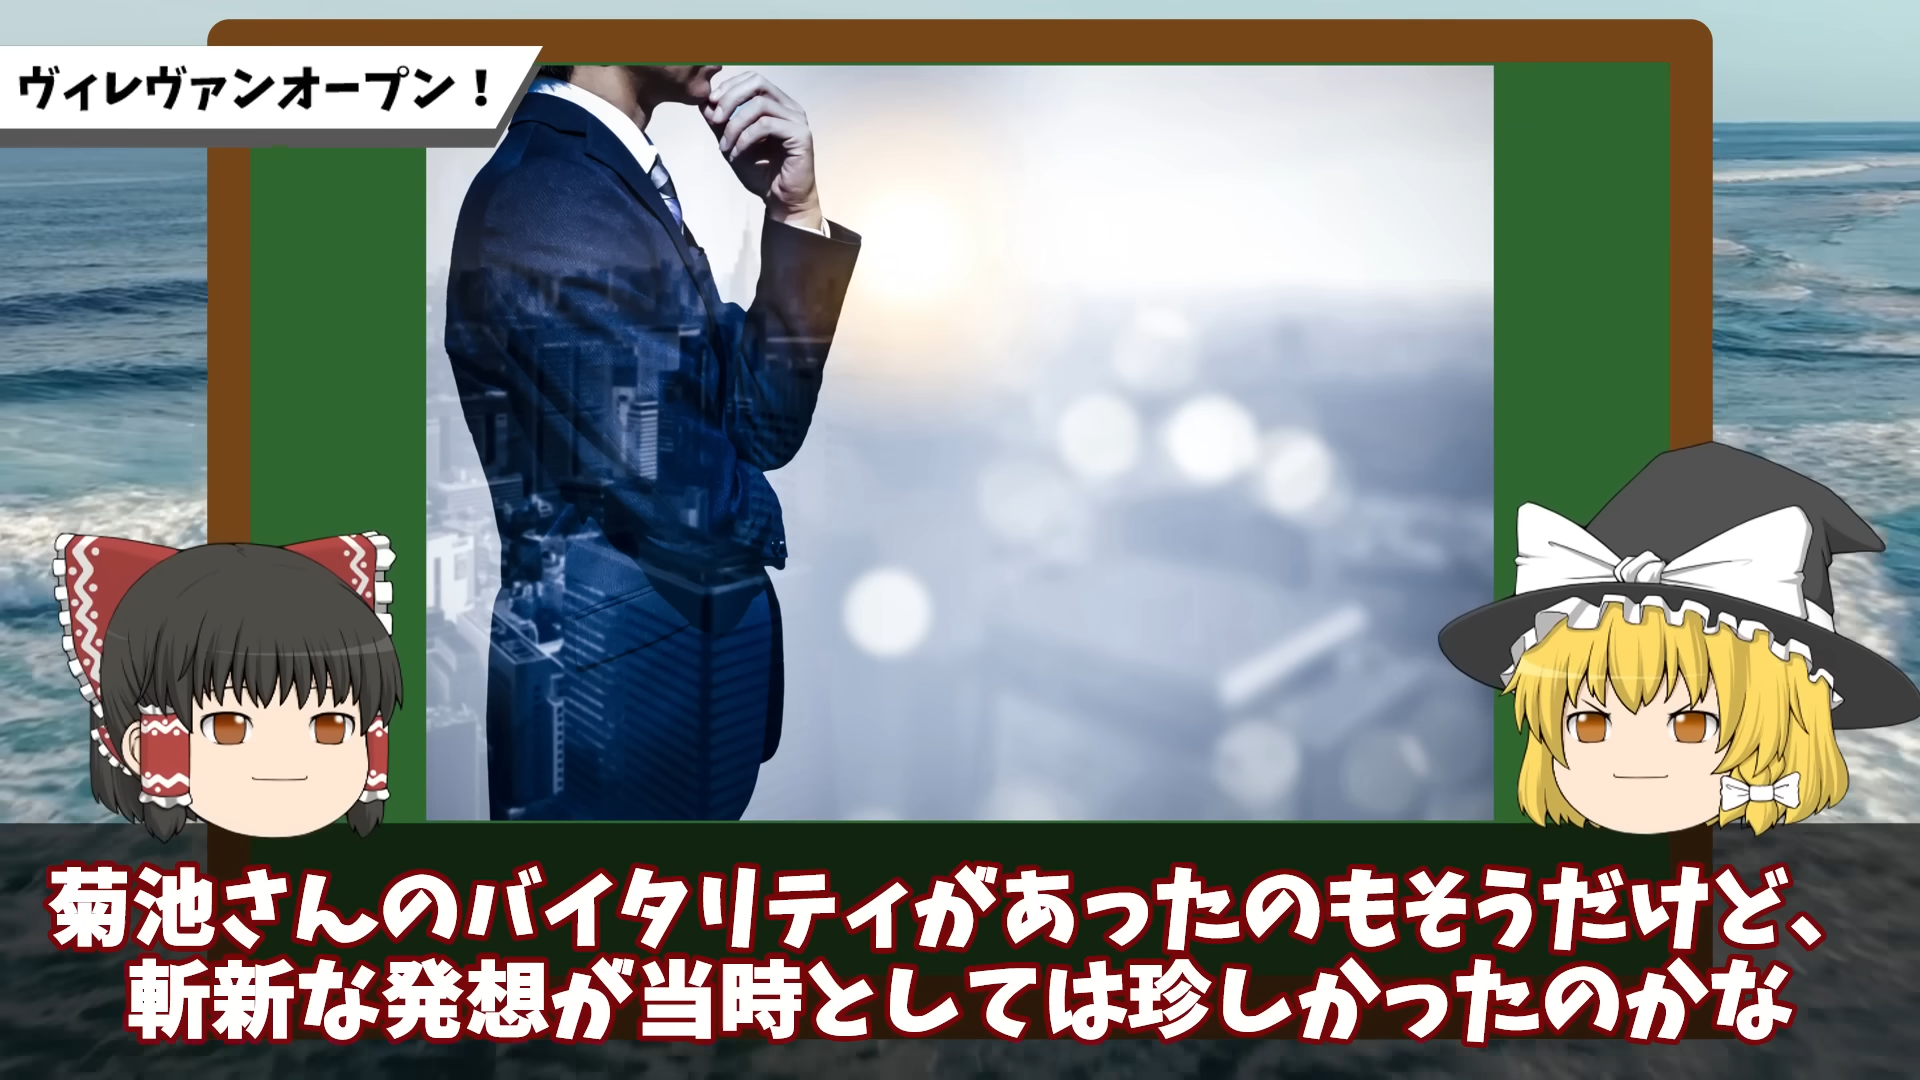 ヴィレヴァンオープン！
菊池さんのバイタリティがあったのもそうだけど、
斬新な発想が当時としては珍しかったのかな